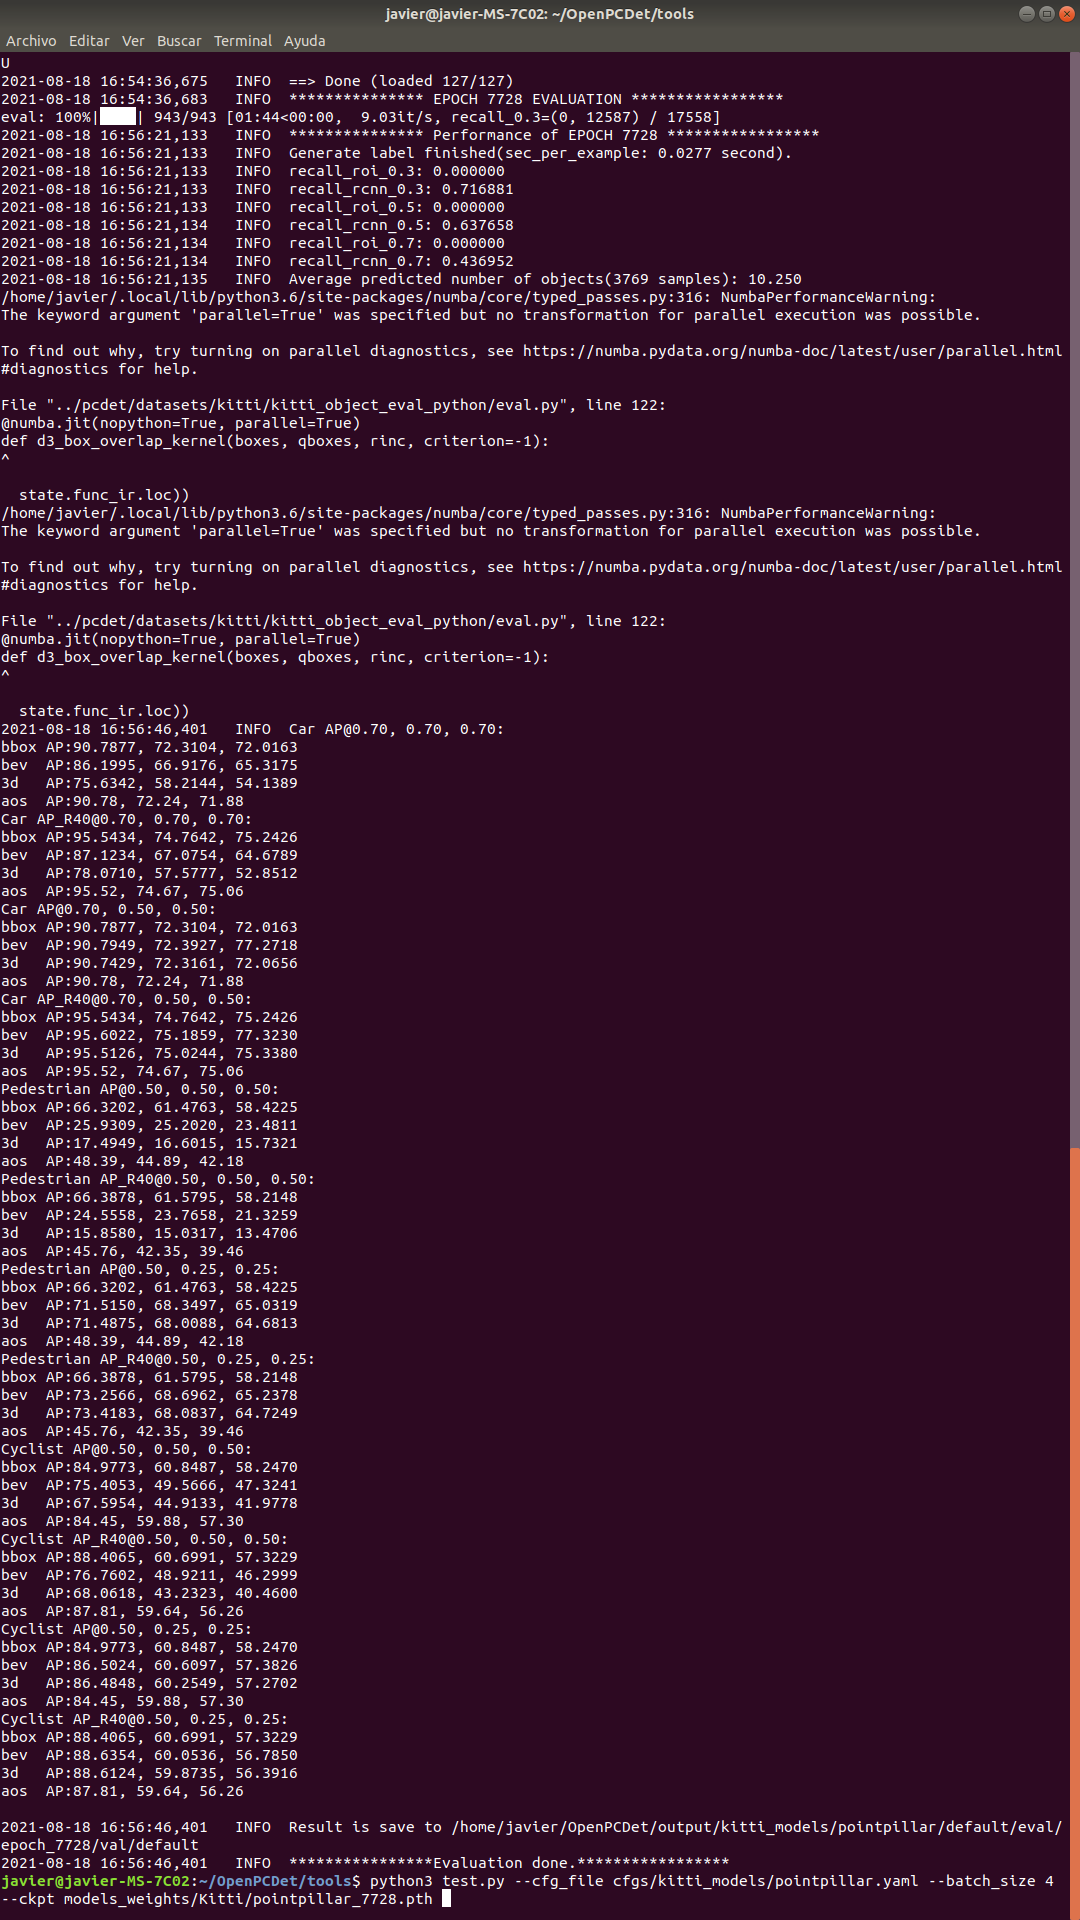 javier@javier-MS-7C02: ~/OpenPCDet/tools
Archivo Editar Ver Buscar Terminal Ayuda
U
2021-08-18 16:54:36,675   INFO  ==> Done (loaded 127/127)
2021-08-18 16:54:36,683   INFO  *************** EPOCH 7728 EVALUATION *****************
eval: 100%|████| 943/943 [01:44<00:00,  9.03it/s, recall_0.3=(0, 12587) / 17558]
2021-08-18 16:56:21,133   INFO  *************** Performance of EPOCH 7728 *****************
2021-08-18 16:56:21,133   INFO  Generate label finished(sec_per_example: 0.0277 second).
2021-08-18 16:56:21,133   INFO  recall_roi_0.3: 0.000000
2021-08-18 16:56:21,133   INFO  recall_rcnn_0.3: 0.716881
2021-08-18 16:56:21,133   INFO  recall_roi_0.5: 0.000000
2021-08-18 16:56:21,134   INFO  recall_rcnn_0.5: 0.637658
2021-08-18 16:56:21,134   INFO  recall_roi_0.7: 0.000000
2021-08-18 16:56:21,134   INFO  recall_rcnn_0.7: 0.436952
2021-08-18 16:56:21,135   INFO  Average predicted number of objects(3769 samples): 10.250
/home/javier/.local/lib/python3.6/site-packages/numba/core/typed_passes.py:316: NumbaPerformanceWarning:
The keyword argument 'parallel=True' was specified but no transformation for parallel execution was possible.

To find out why, try turning on parallel diagnostics, see https://numba.pydata.org/numba-doc/latest/user/parallel.html
#diagnostics for help.

File "../pcdet/datasets/kitti/kitti_object_eval_python/eval.py", line 122:
@numba.jit(nopython=True, parallel=True)
def d3_box_overlap_kernel(boxes, qboxes, rinc, criterion=-1):
^

  state.func_ir.loc))
/home/javier/.local/lib/python3.6/site-packages/numba/core/typed_passes.py:316: NumbaPerformanceWarning:
The keyword argument 'parallel=True' was specified but no transformation for parallel execution was possible.

To find out why, try turning on parallel diagnostics, see https://numba.pydata.org/numba-doc/latest/user/parallel.html
#diagnostics for help.

File "../pcdet/datasets/kitti/kitti_object_eval_python/eval.py", line 122:
@numba.jit(nopython=True, parallel=True)
def d3_box_overlap_kernel(boxes, qboxes, rinc, criterion=-1):
^

  state.func_ir.loc))
2021-08-18 16:56:46,401   INFO  Car AP@0.70, 0.70, 0.70:
bbox AP:90.7877, 72.3104, 72.0163
bev  AP:86.1995, 66.9176, 65.3175
3d   AP:75.6342, 58.2144, 54.1389
aos  AP:90.78, 72.24, 71.88
Car AP_R40@0.70, 0.70, 0.70:
bbox AP:95.5434, 74.7642, 75.2426
bev  AP:87.1234, 67.0754, 64.6789
3d   AP:78.0710, 57.5777, 52.8512
aos  AP:95.52, 74.67, 75.06
Car AP@0.70, 0.50, 0.50:
bbox AP:90.7877, 72.3104, 72.0163
bev  AP:90.7949, 72.3927, 77.2718
3d   AP:90.7429, 72.3161, 72.0656
aos  AP:90.78, 72.24, 71.88
Car AP_R40@0.70, 0.50, 0.50:
bbox AP:95.5434, 74.7642, 75.2426
bev  AP:95.6022, 75.1859, 77.3230
3d   AP:95.5126, 75.0244, 75.3380
aos  AP:95.52, 74.67, 75.06
Pedestrian AP@0.50, 0.50, 0.50:
bbox AP:66.3202, 61.4763, 58.4225
bev  AP:25.9309, 25.2020, 23.4811
3d   AP:17.4949, 16.6015, 15.7321
aos  AP:48.39, 44.89, 42.18
Pedestrian AP_R40@0.50, 0.50, 0.50:
bbox AP:66.3878, 61.5795, 58.2148
bev  AP:24.5558, 23.7658, 21.3259
3d   AP:15.8580, 15.0317, 13.4706
aos  AP:45.76, 42.35, 39.46
Pedestrian AP@0.50, 0.25, 0.25:
bbox AP:66.3202, 61.4763, 58.4225
bev  AP:71.5150, 68.3497, 65.0319
3d   AP:71.4875, 68.0088, 64.6813
aos  AP:48.39, 44.89, 42.18
Pedestrian AP_R40@0.50, 0.25, 0.25:
bbox AP:66.3878, 61.5795, 58.2148
bev  AP:73.2566, 68.6962, 65.2378
3d   AP:73.4183, 68.0837, 64.7249
aos  AP:45.76, 42.35, 39.46
Cyclist AP@0.50, 0.50, 0.50:
bbox AP:84.9773, 60.8487, 58.2470
bev  AP:75.4053, 49.5666, 47.3241
3d   AP:67.5954, 44.9133, 41.9778
aos  AP:84.45, 59.88, 57.30
Cyclist AP_R40@0.50, 0.50, 0.50:
bbox AP:88.4065, 60.6991, 57.3229
bev  AP:76.7602, 48.9211, 46.2999
3d   AP:68.0618, 43.2323, 40.4600
aos  AP:87.81, 59.64, 56.26
Cyclist AP@0.50, 0.25, 0.25:
bbox AP:84.9773, 60.8487, 58.2470
bev  AP:86.5024, 60.6097, 57.3826
3d   AP:86.4848, 60.2549, 57.2702
aos  AP:84.45, 59.88, 57.30
Cyclist AP_R40@0.50, 0.25, 0.25:
bbox AP:88.4065, 60.6991, 57.3229
bev  AP:88.6354, 60.0536, 56.7850
3d   AP:88.6124, 59.8735, 56.3916
aos  AP:87.81, 59.64, 56.26

2021-08-18 16:56:46,401   INFO  Result is save to /home/javier/OpenPCDet/output/kitti_models/pointpillar/default/eval/
epoch_7728/val/default
2021-08-18 16:56:46,401   INFO  ****************Evaluation done.*****************
javier@javier-MS-7C02:~/OpenPCDet/tools$ python3 test.py --cfg_file cfgs/kitti_models/pointpillar.yaml --batch_size 4
--ckpt models_weights/Kitti/pointpillar_7728.pth